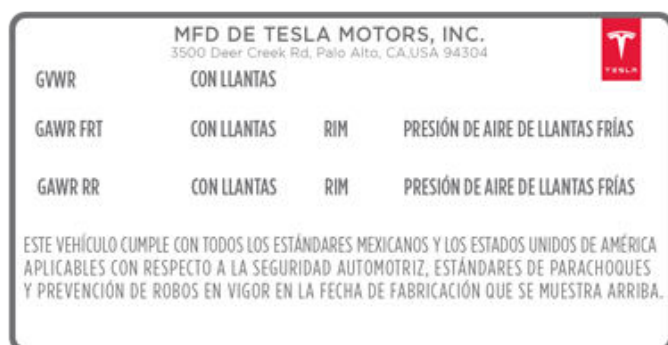 MFD DE TESLA MOTORS, INC.
3500 Deer Creek Rd, Palo Alto, CA,USA 94304
TESLA
GVWR CON LLANTAS
GAWR FRT CON LLANTAS RIM PRESIÓN DE AIRE DE LLANTAS FRÍAS
GAWR RR CON LLANTAS RIM PRESIÓN DE AIRE DE LLANTAS FRÍAS
ESTE VEHÍCULO CUMPLE CON TODOS LOS ESTÁNDARES MEXICANOS Y LOS ESTADOS UNIDOS DE AMÉRICA
APLICABLES CON RESPECTO A LA SEGURIDAD AUTOMOTRIZ, ESTÁNDARES DE PARACHOQUES
Y PREVENCIÓN DE ROBOS EN VIGOR EN LA FECHA DE FABRICACIÓN QUE SE MUESTRA ARRIBA.